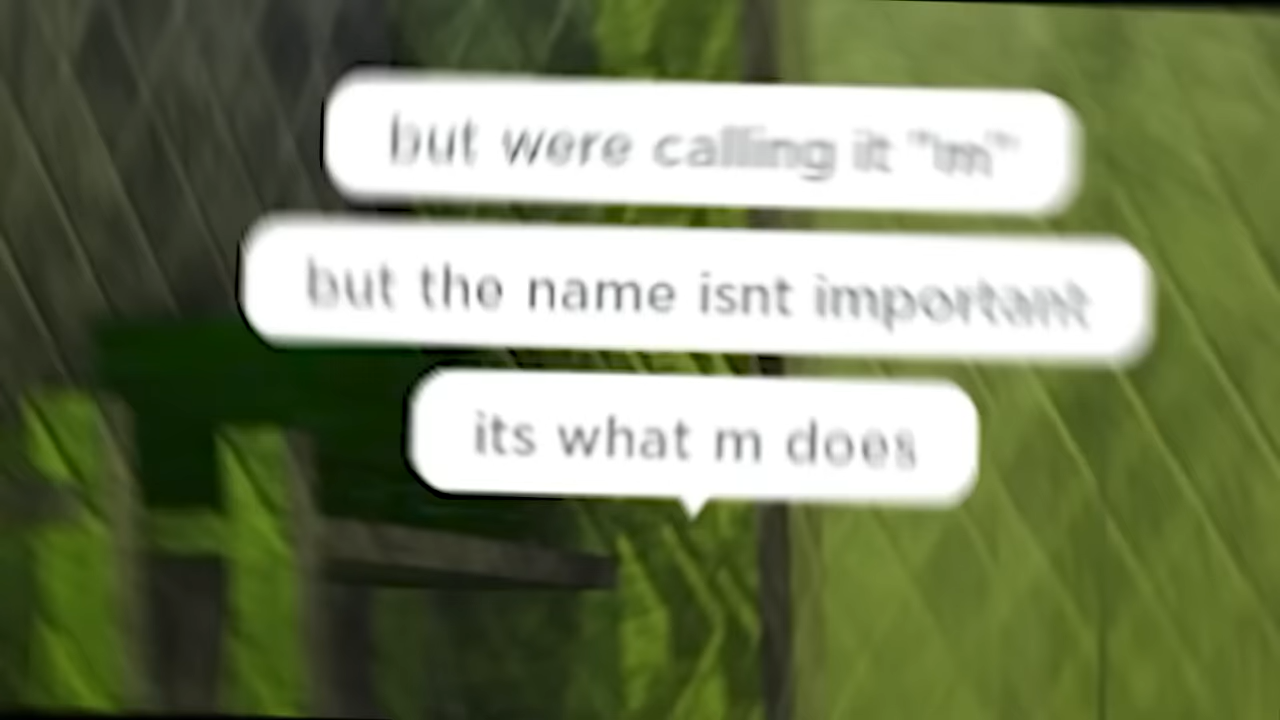 but were calling it "m"
but the name isnt important
its what m does